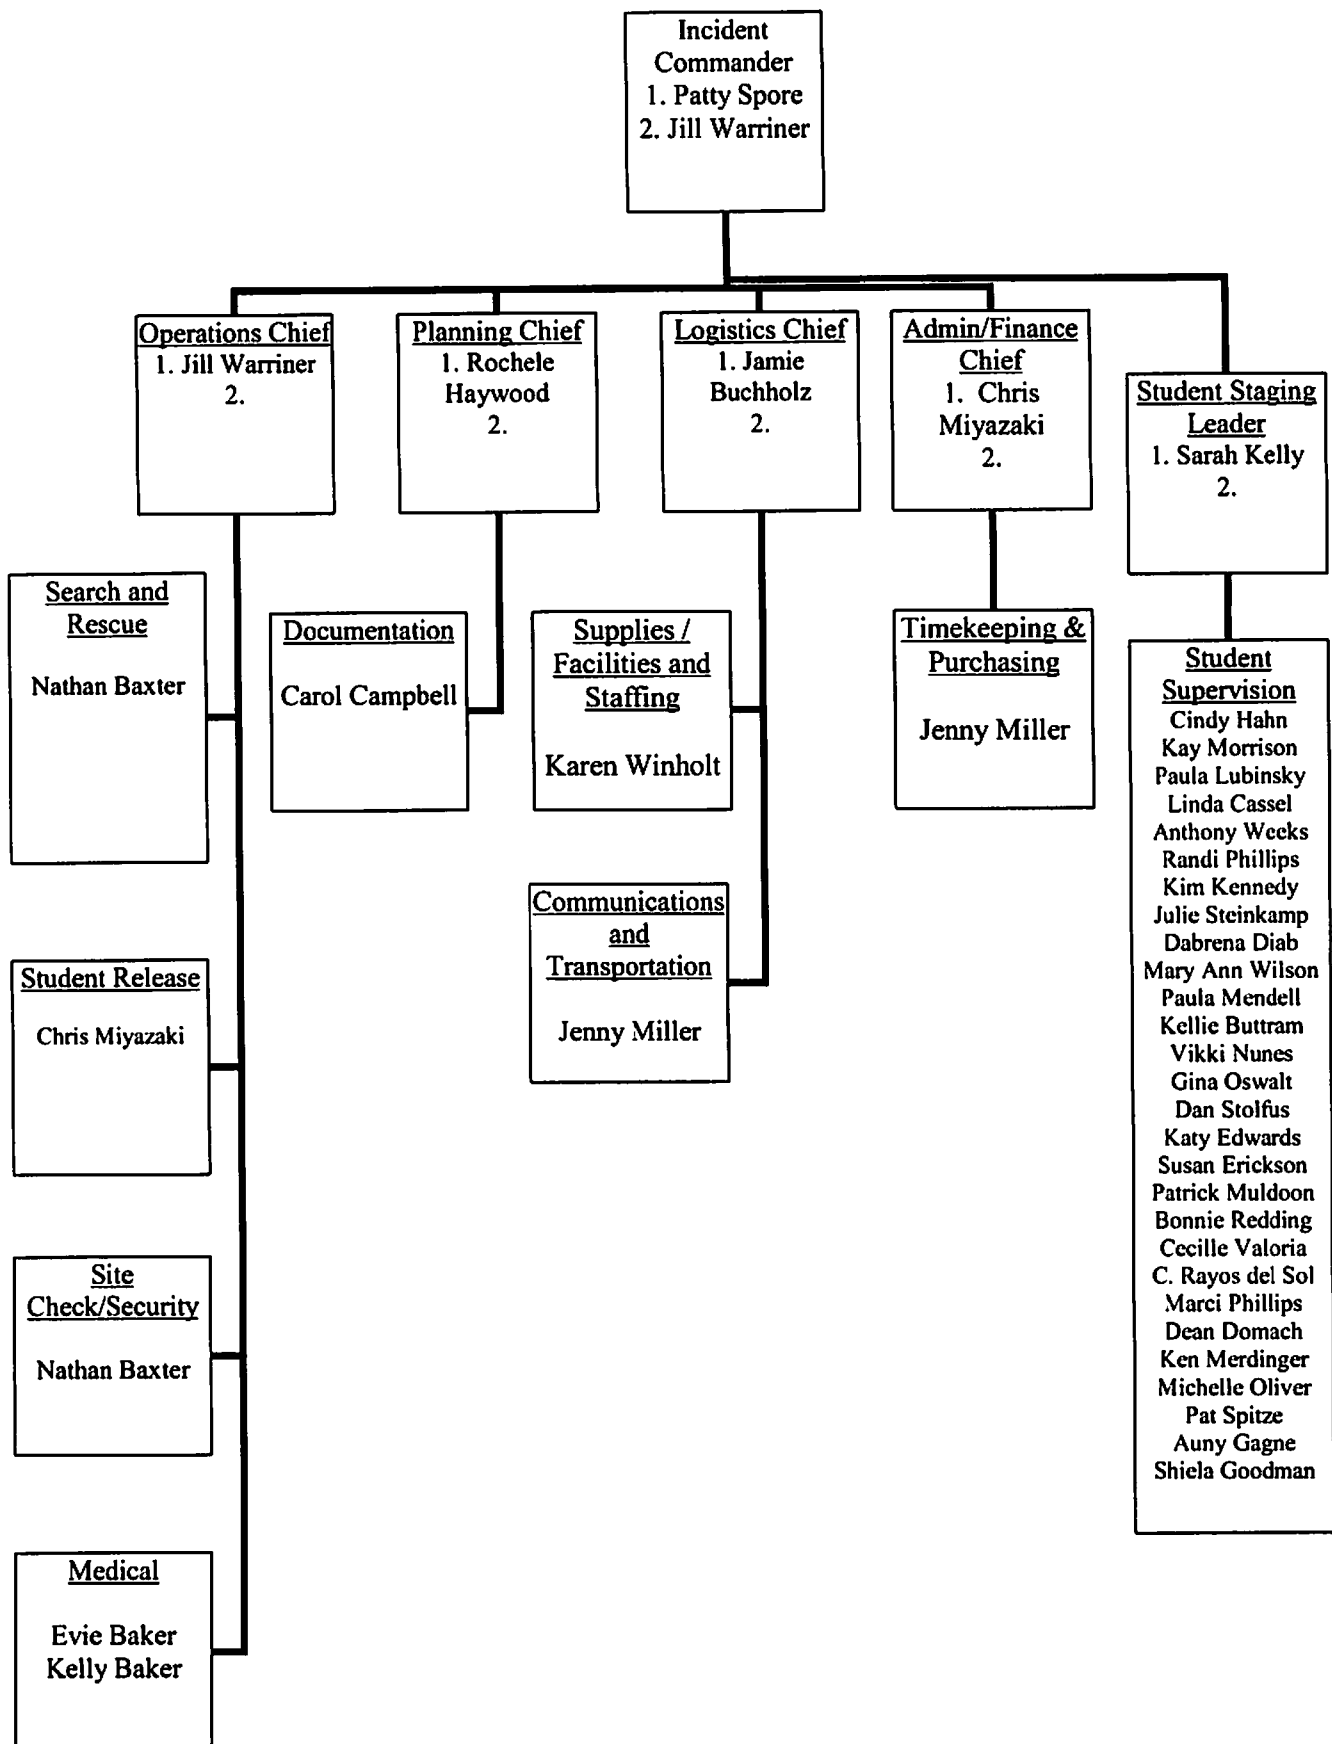 Incident
Commander
1. Patty Spore
2. Jill Warriner
Operations Chief
1. Jill Warriner
2.
Planning Chief
1. Rochele
Haywood
2.
Logistics Chief
1. Jamie
Buchholz
2.
Admin/Finance
Chief
1. Chris
Miyazaki
2.
Student Staging
Leader
1. Sarah Kelly
2.
Search and
Rescue
Nathan Baxter
Documentation
Carol Campbell
Supplies /
Facilities and
Staffing
Karen Winholt
Timekeeping &
Purchasing
Jenny Miller
Student
Supervision
Cindy Hahn
Kay Morrison
Paula Lubinsky
Linda Cassel
Anthony Weeks
Randi Phillips
Kim Kennedy
Julie Steinkamp
Dabrena Diab
Mary Ann Wilson
Paula Mendell
Kellie Buttram
Vikki Nunes
Gina Oswalt
Dan Stolfus
Katy Edwards
Susan Erickson
Patrick Muldoon
Bonnie Redding
Cecille Valoria
C. Rayos del Sol
Marci Phillips
Dean Domach
Ken Merdinger
Michelle Oliver
Pat Spitze
Auny Gagne
Shiela Goodman
Communications
and
Transportation
Jenny Miller
Student Release
Chris Miyazaki
Site
Check/Security
Nathan Baxter
Medical
Evie Baker
Kelly Baker